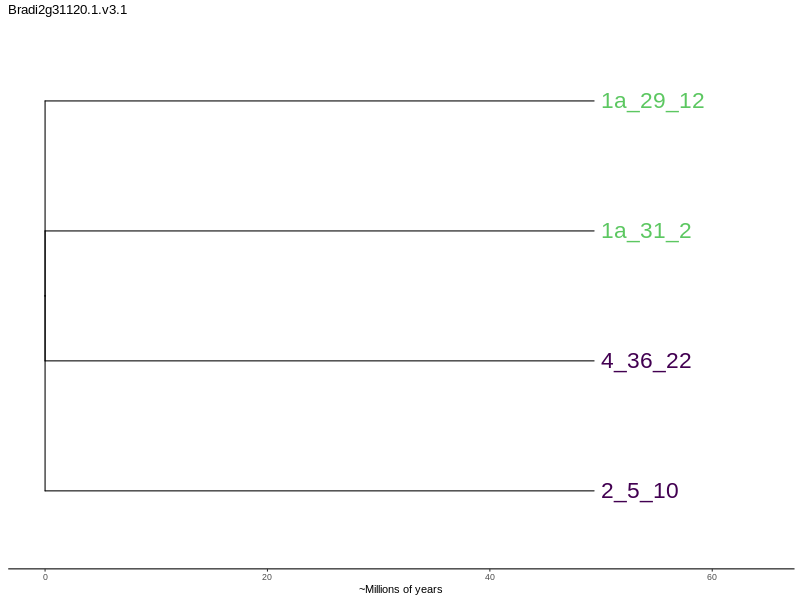 Bradi2g31120.1.v3.1
1a_29_12
1a_31_2
4_36_22
2_5_10
0 20 40 60
~Millions of years